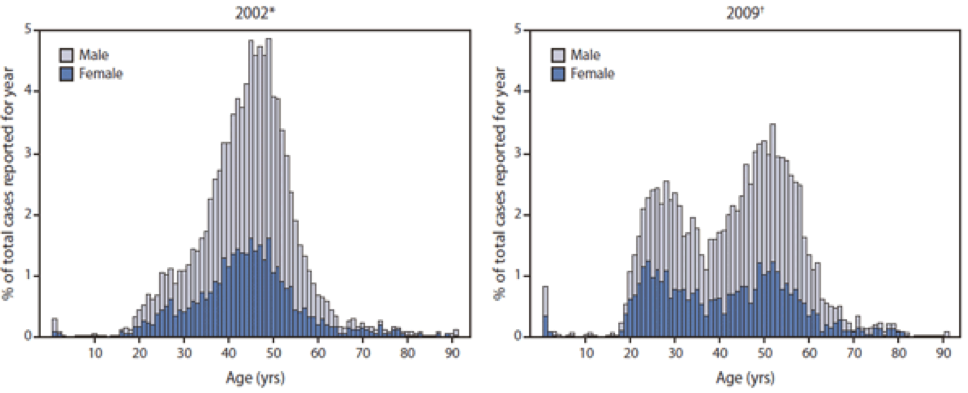 2002*
% of total cases reported for year
5
4
3
2
1
0
Male
Female
10 20 30 40 50 60 70 80 90
Age (yrs)
2009†
% of total cases reported for year
5
4
3
2
1
0
Male
Female
10 20 30 40 50 60 70 80 90
Age (yrs)